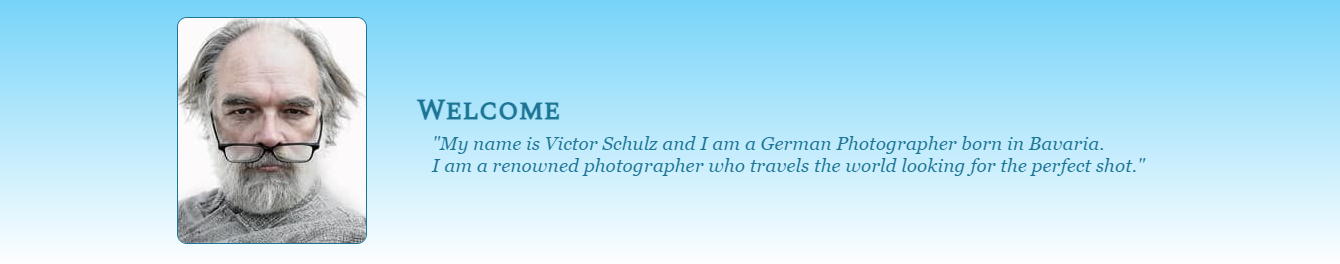 WELCOME
"My name is Victor Schulz and I am a German Photographer born in Bavaria.
I am a renowned photographer who travels the world looking for the perfect shot."